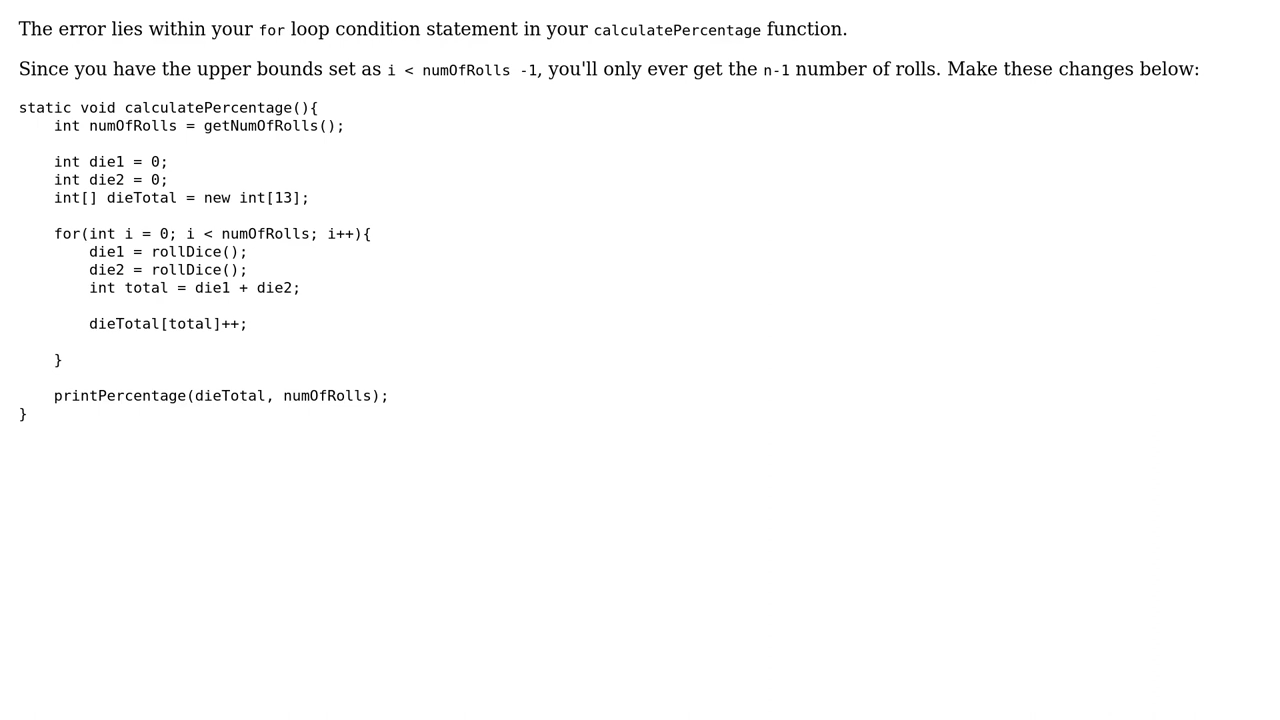 The error lies within your for loop condition statement in your calculatePercentage function.
Since you have the upper bounds set as i < numOfRolls -1, you'll only ever get the n-1 number of rolls. Make these changes below:
static void calculatePercentage(){
    int numOfRolls = getNumOfRolls();

    int die1 = 0;
    int die2 = 0;
    int[] dieTotal = new int[13];

    for(int i = 0; i < numOfRolls; i++){
        die1 = rollDice();
        die2 = rollDice();
        int total = die1 + die2;

        dieTotal[total]++;

    }

    printPercentage(dieTotal, numOfRolls);
}